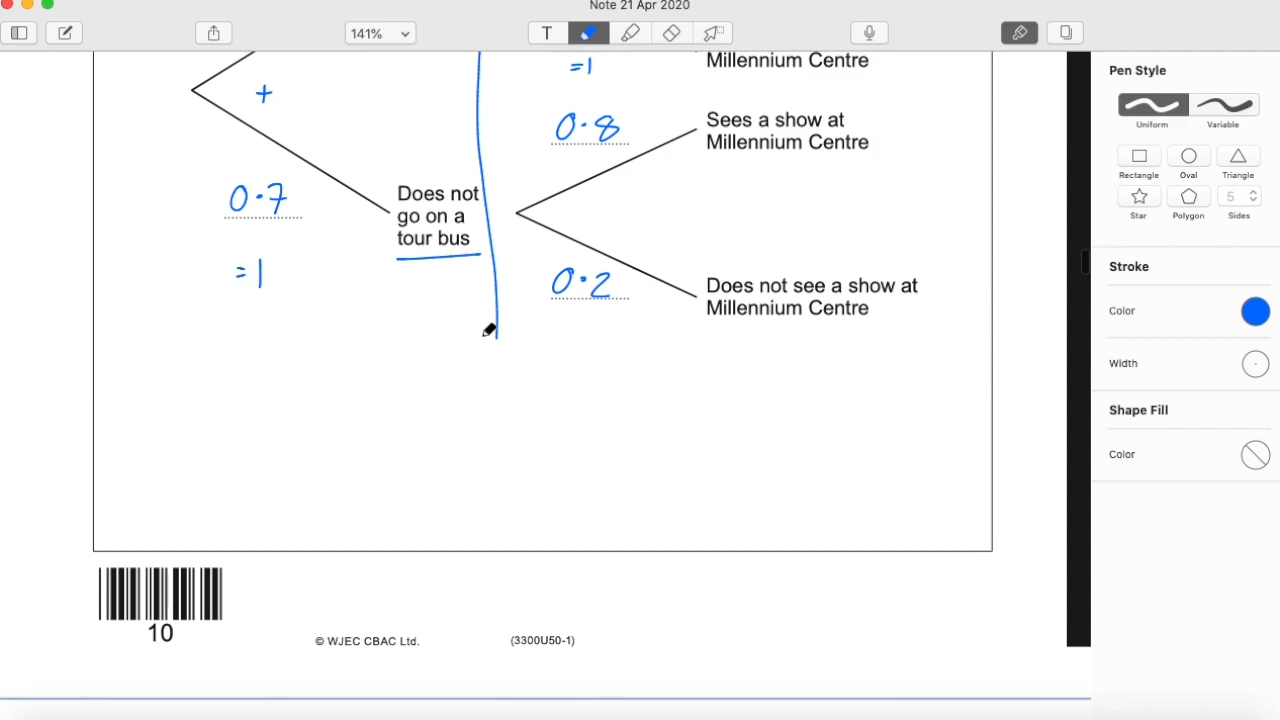 Note 21 Apr 2020
141%
T
Millennium Centre
=1
+
0.8
Sees a show at
Millennium Centre
0.7
Does not
go on a
tour bus
=1
0.2
Does not see a show at
Millennium Centre
10
© WJEC CBAC Ltd.
(3300U50-1)
Pen Style
Uniform
Variable
Rectangle
Oval
Triangle
Star
Polygon
5
Sides
Stroke
Color
Width
Shape Fill
Color